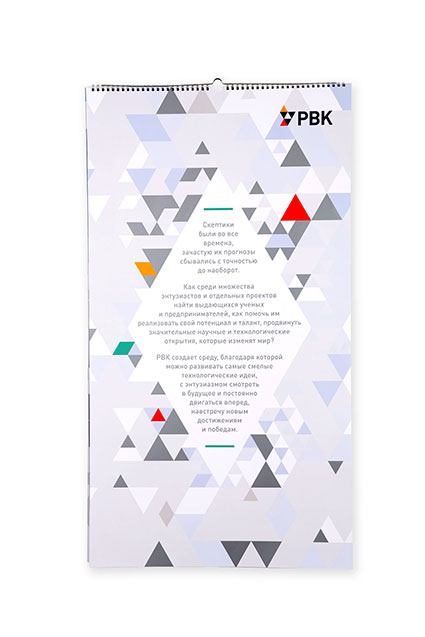 РВК
Скептики
были во все
времена,
зачастую их прогнозы
сбывались с точностью
до наоборот.
Как среди множества
энтузиастов и отдельных проектов
найти выдающихся ученых
и предпринимателей, как помочь им
реализовать свой потенциал и талант, продвинуть
значительные научные и технологические
открытия, которые изменят мир?
РВК создает среду, благодаря которой
можно развивать самые смелые
технологические идеи,
с энтузиазмом смотреть
в будущее и постоянно
двигаться вперед,
навстречу новым
достижениям
и победам.